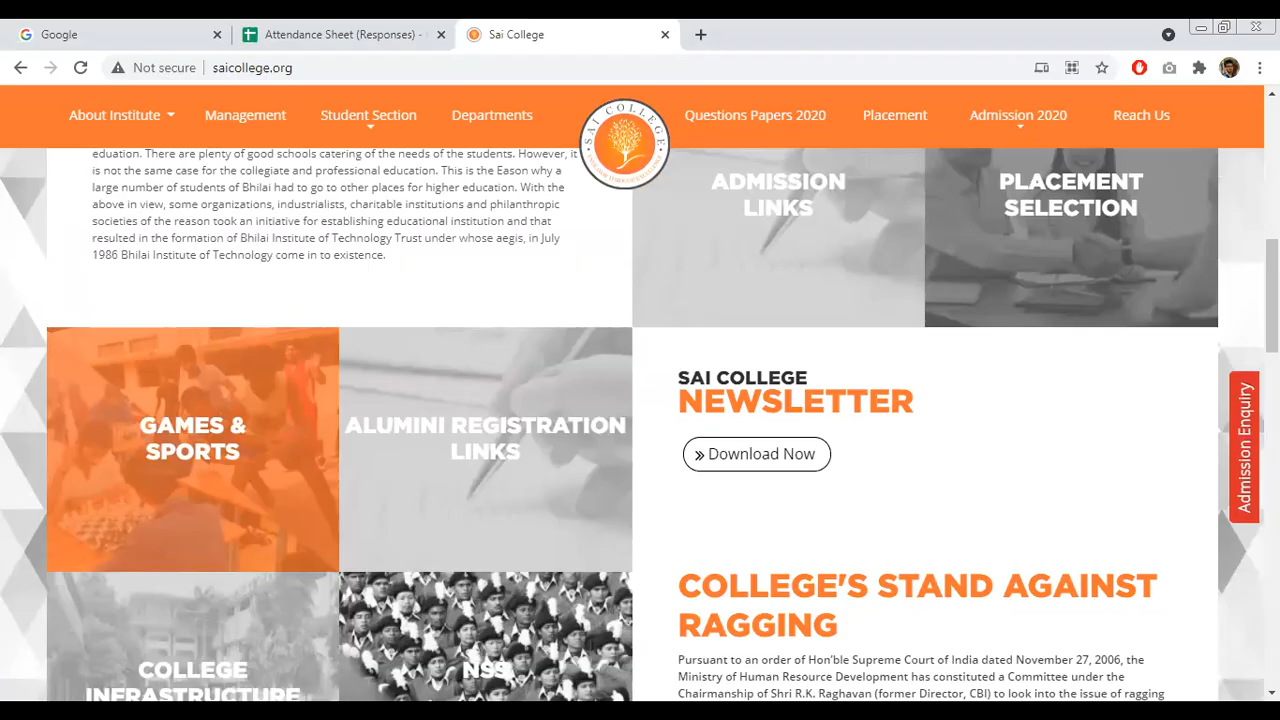 Google
Attendance Sheet (Responses) -
Sai College
Not secure
saicollege.org
About Institute
Management
Student Section
Departments
SAI COLLEGE
Questions Papers 2020
Placement
Admission 2020
Reach Us
eduation. There are plenty of good schools catering of the needs of the students. However, it
is not the same case for the collegiate and professional education. This is the Eason why a
large number of students of Bhilai had to go to other places for higher education. With the
above in view, some organizations, industrialists, charitable institutions and philanthropic
societies of the reason took an initiative for establishing educational institution and that
resulted in the formation of Bhilai Institute of Technology Trust under whose aegis, in July
1986 Bhilai Institute of Technology come in to existence.
ADMISSION
LINKS
PLACEMENT
SELECTION
GAMES &
SPORTS
ALUMINI REGISTRATION
LINKS
SAI COLLEGE
NEWSLETTER
» Download Now
Admission Enquiry
COLLEGE
INFRASTRUCTURE
NSS
COLLEGE'S STAND AGAINST
RAGGING
Pursuant to an order of Hon'ble Supreme Court of India dated November 27, 2006, the
Ministry of Human Resource Development has constituted a Committee under the
Chairmanship of Shri R.K. Raghavan (former Director, CBI) to look into the issue of ragging